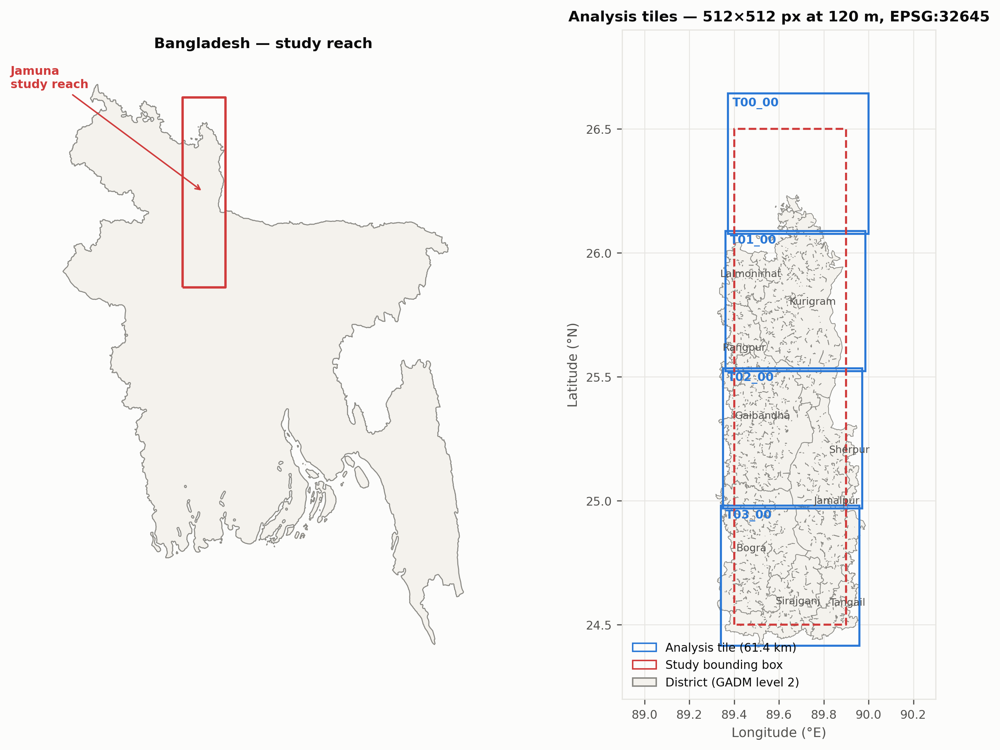 Bangladesh — study reach
Jamuna
study reach
Analysis tiles — 512×512 px at 120 m, EPSG:32645
T00_00
T01_00
Lalmonirhat
Kurigram
Rangpur
T02_00
Gaibandha
Sherpur
Jamalpur
T03_00
Bogra
Sirajganj
Tangail
Analysis tile (61.4 km)
Study bounding box
District (GADM level 2)
Latitude (°N)
26.5
26.0
25.5
25.0
24.5
89.0 89.2 89.4 89.6 89.8 90.0 90.2
Longitude (°E)